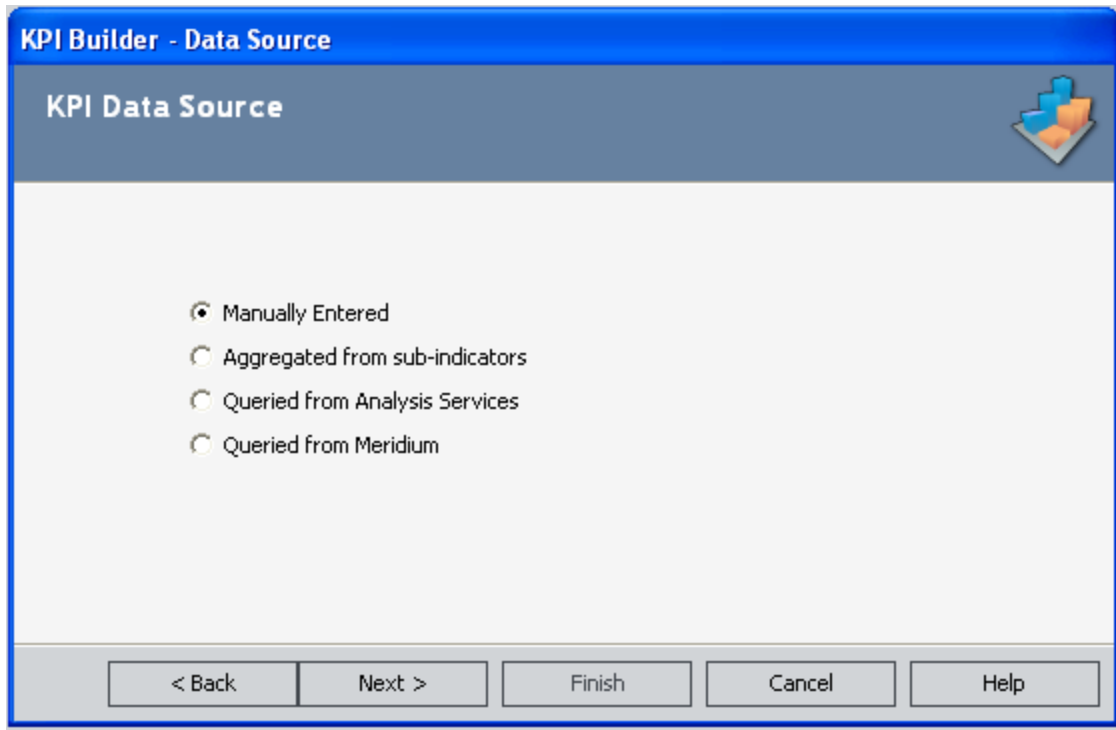 KPI Builder - Data Source
KPI Data Source
Manually Entered
Aggregated from sub-indicators
Queried from Analysis Services
Queried from Meridium
< Back Next > Finish Cancel Help